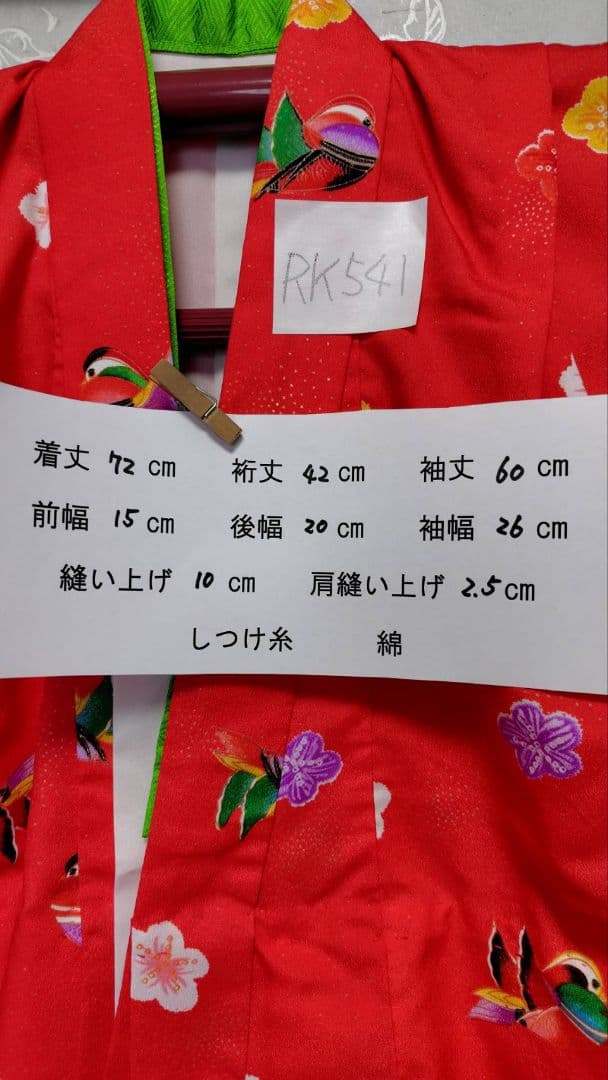 RK541
着丈 72 cm 裄丈 42 cm 袖丈 60 cm
前幅 15 cm 後幅 20 cm 袖幅 26 cm
縫い上げ 10 cm 肩縫い上げ 2.5 cm
しつけ糸 綿